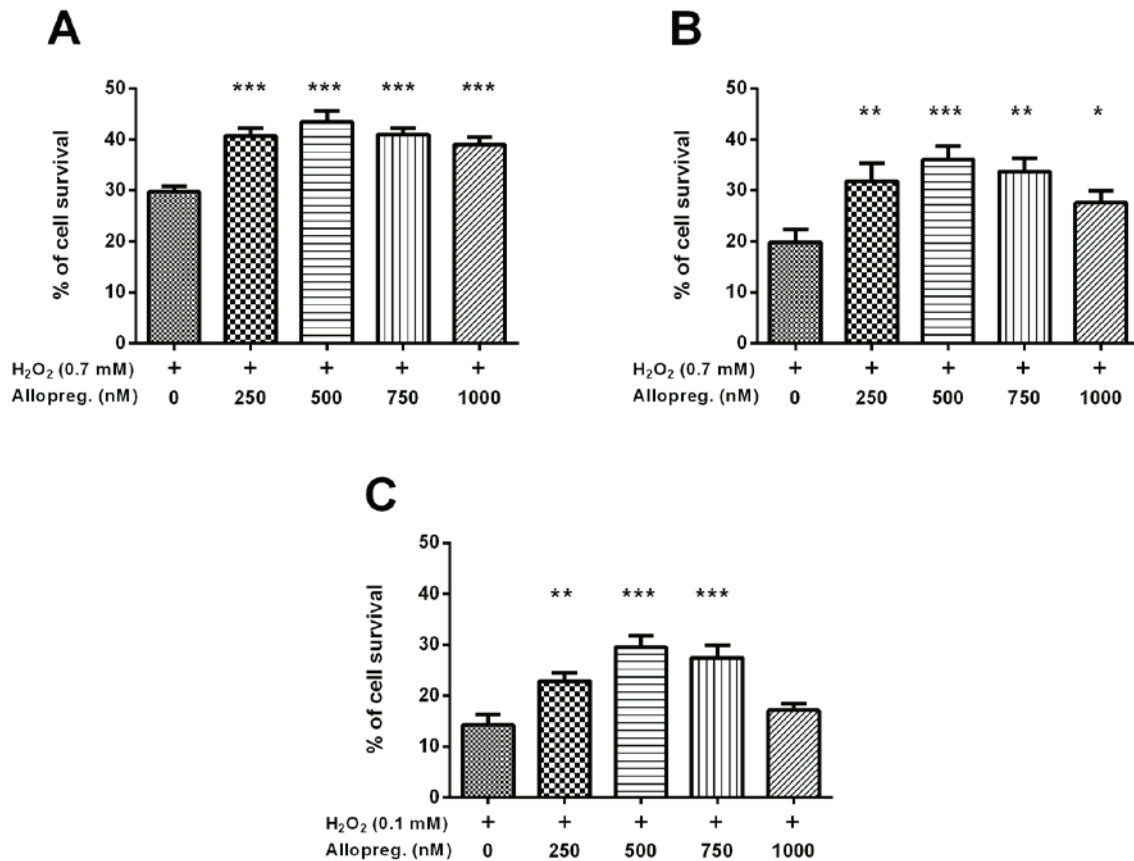 A
% of cell survival
50
*** *** *** ***
40
30
20
10
0
H₂O₂ (0.7 mM) + + + + +
Allopreg. (nM) 0 250 500 750 1000
B
% of cell survival
50
** *** ** *
40
30
20
10
0
H₂O₂ (0.7 mM) + + + + +
Allopreg. (nM) 0 250 500 750 1000
C
% of cell survival
50
40
** *** ***
30
20
10
0
H₂O₂ (0.1 mM) + + + + +
Allopreg. (nM) 0 250 500 750 1000